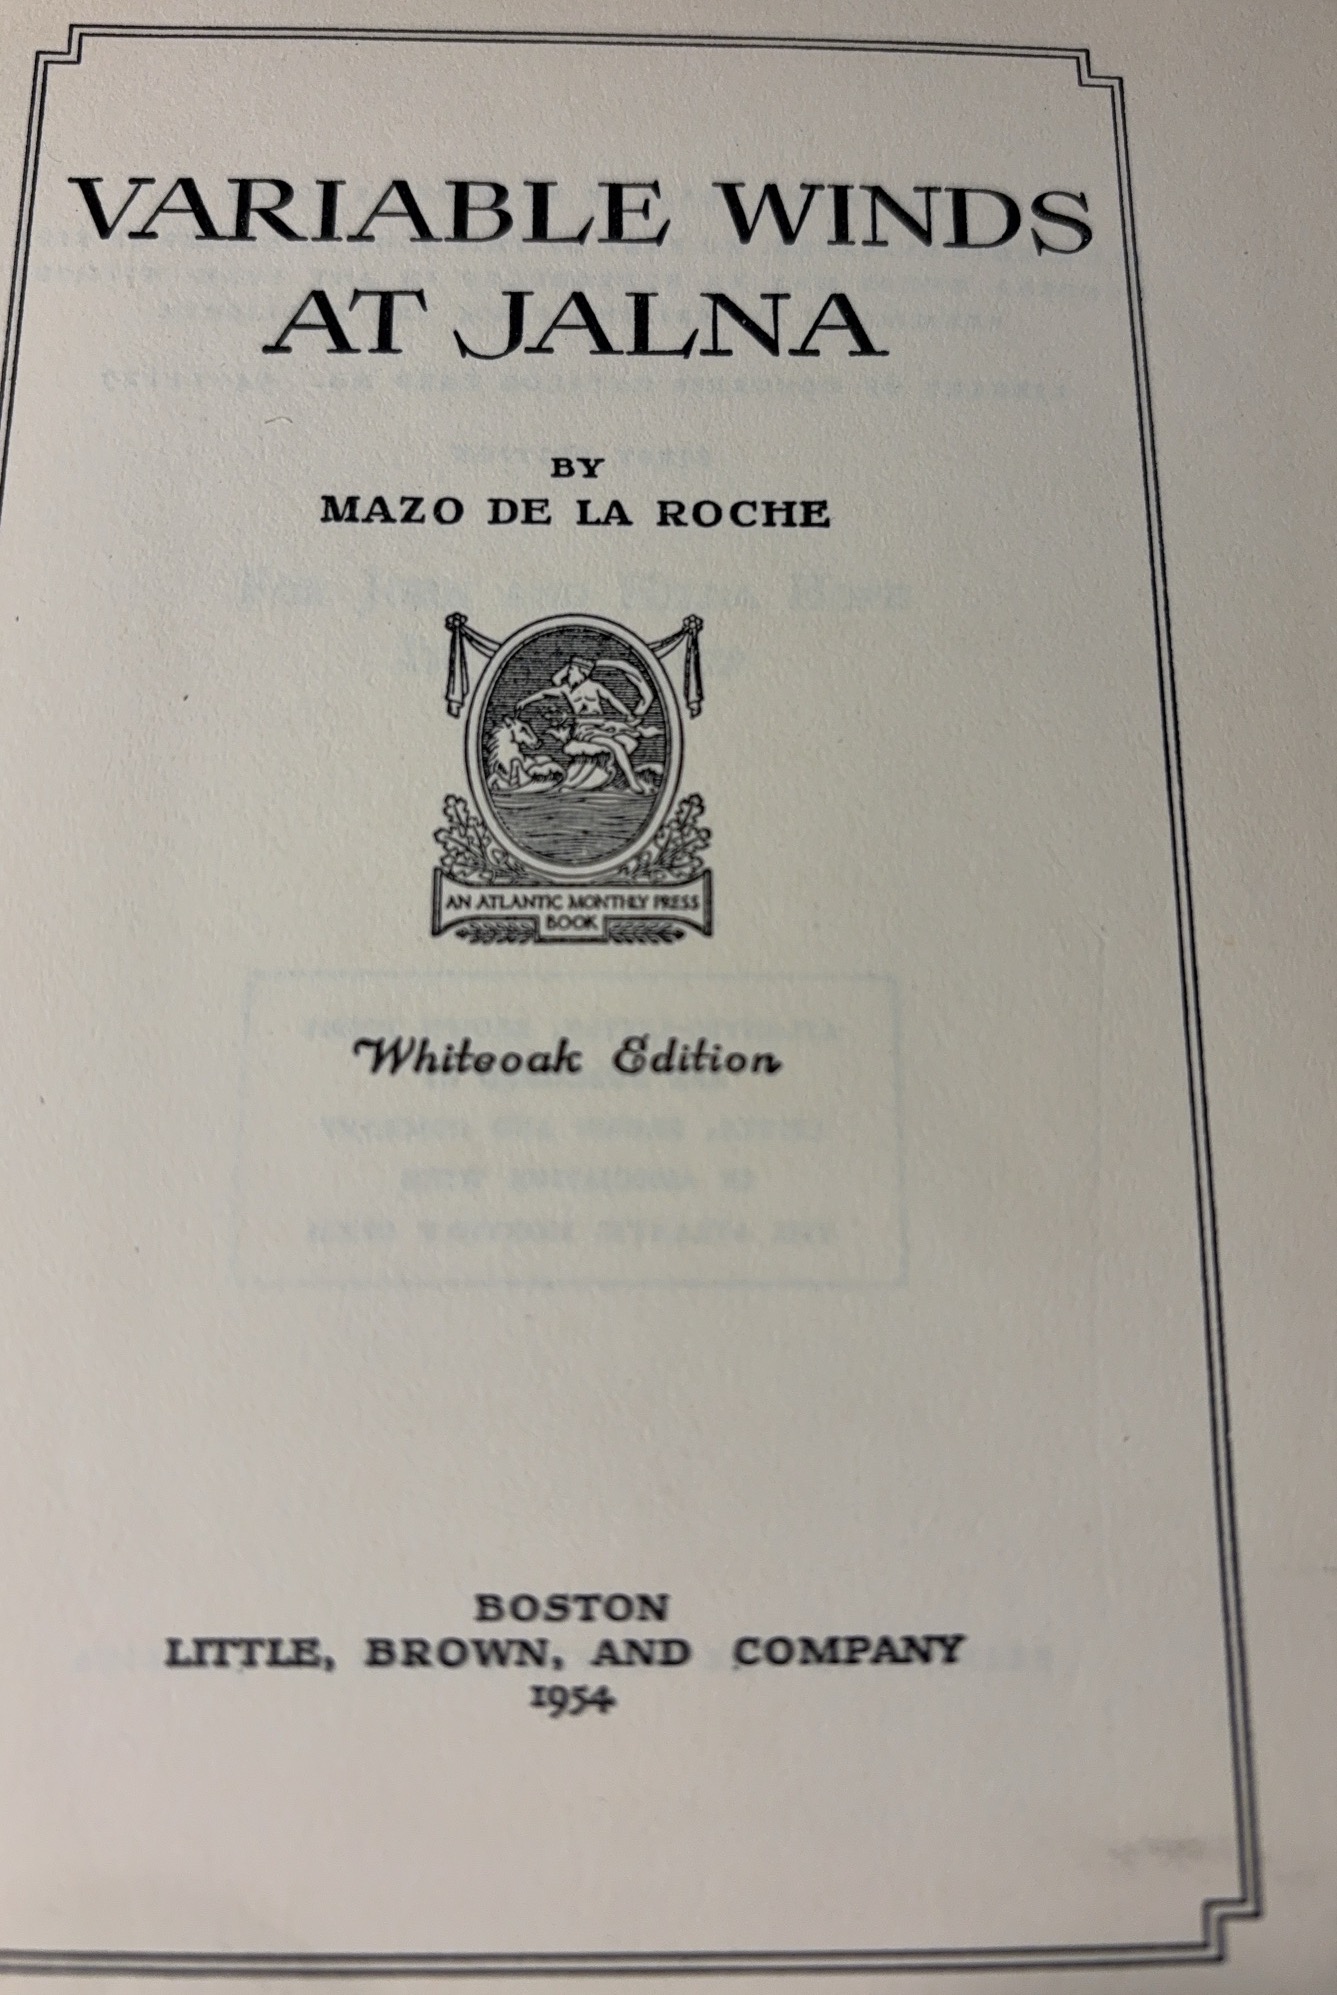 VARIABLE WINDS
AT JALNA
BY
MAZO DE LA ROCHE
AN ATLANTIC MONTHLY PRESS
BOOK
Whiteoak Edition
BOSTON
LITTLE, BROWN, AND COMPANY
1954